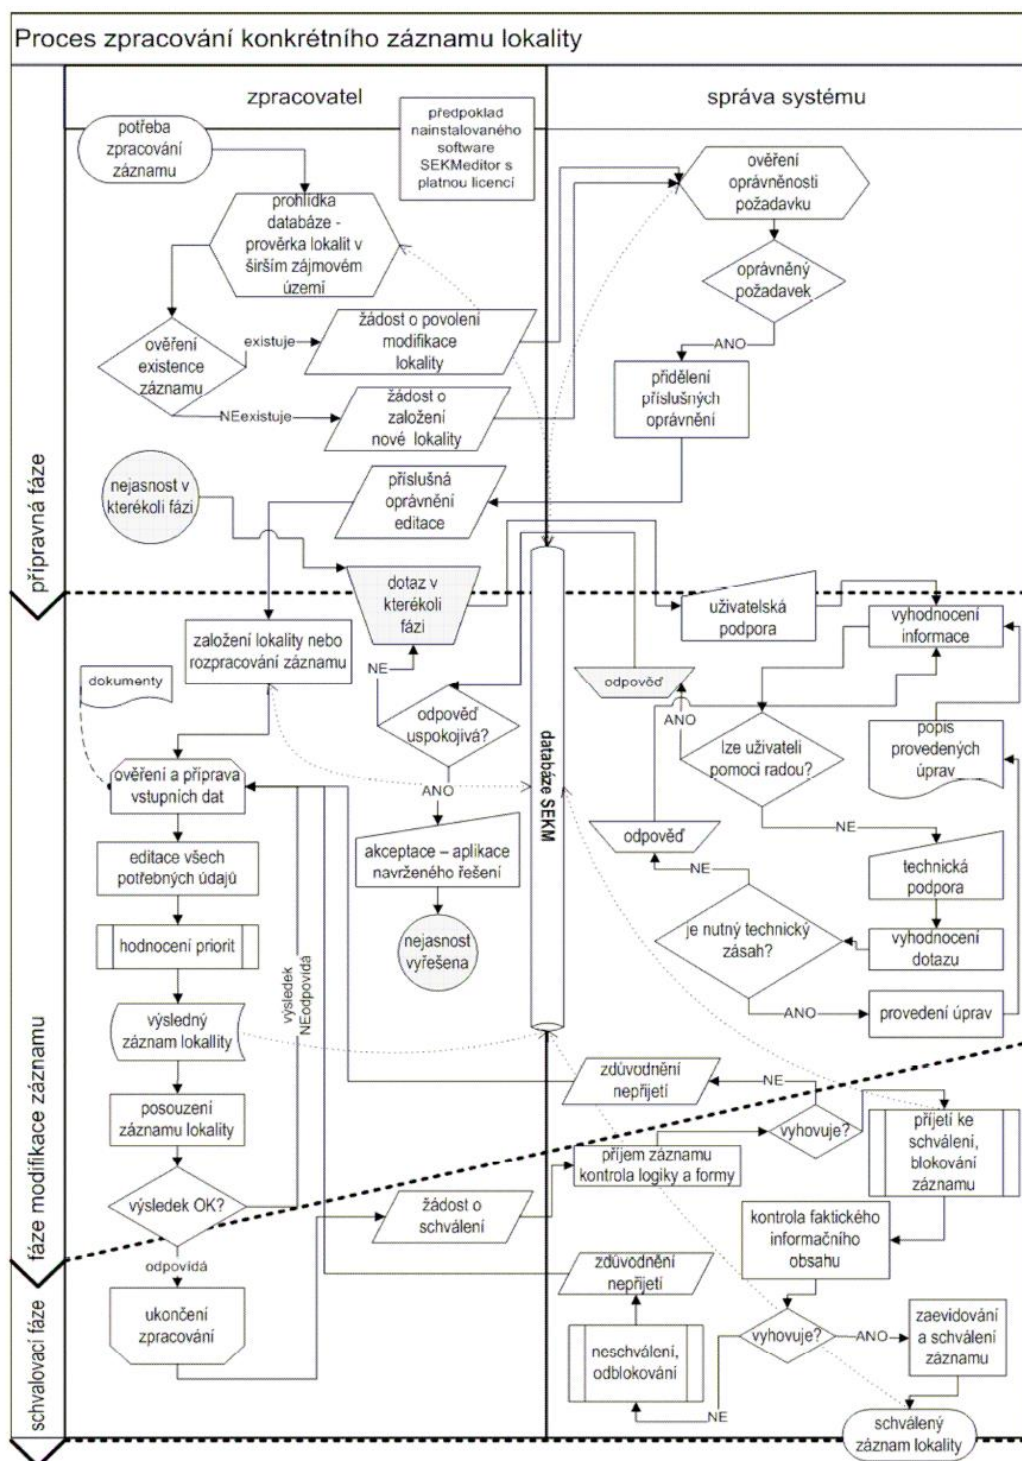 Proces zpracování konkrétního záznamu lokality
zpracovatel
správa systému
předpoklad
nainstalovaného
software
SEKMeditor s
platnou licencí
potřeba
zpracování
záznamu
prohlídka
databáze -
prověrka lokalit v
širším zájmovém
území
ověření
oprávněnosti
požadavku
oprávněný
požadavek
ANO
ověření
existence
záznamu
existuje
žádost o povolení
modifikace
lokality
NEexistuje
žádost o
založení
nové lokality
přidělení
příslušných
oprávnění
nejasnost v
kterékoli fázi
příslušná
oprávnění
editace
přípravná fáze
dotaz v
kterékoli
fázi
uživatelská
podpora
vyhodnocení
informace
založení lokality nebo
rozpracování záznamu
NE
odpověď
dokumenty
odpověď
uspokojivá?
ANO
lze uživateli
pomoci radou?
popis
provedených
úprav
databáze SEKM
ověření a příprava
vstupních dat
ANO
NE
akceptace – aplikace
navrženého řešení
odpověď
technická
podpora
editace všech
potřebných údajů
NE
hodnocení priorit
nejasnost
vyřešena
je nutný technický
zásah?
vyhodnocení
dotazu
výsledek
NEodpovídá
výsledný
záznam lokallity
ANO
provedení úprav
fáze modifikace záznamu
zdůvodnění
nepřijetí
NE
posouzení
záznamu lokality
vyhovuje?
přijetí ke
schválení,
blokování
záznamu
příjem záznamu
kontrola logiky a formy
výsledek OK?
žádost o
schválení
kontrola faktického
informačního
obsahu
odpovídá
zdůvodnění
nepřijetí
ukončení
zpracování
vyhovuje?
ANO
zaevidování
a schválení
záznamu
neschválení,
odblokování
NE
schvalovací fáze
schválený
záznam lokality